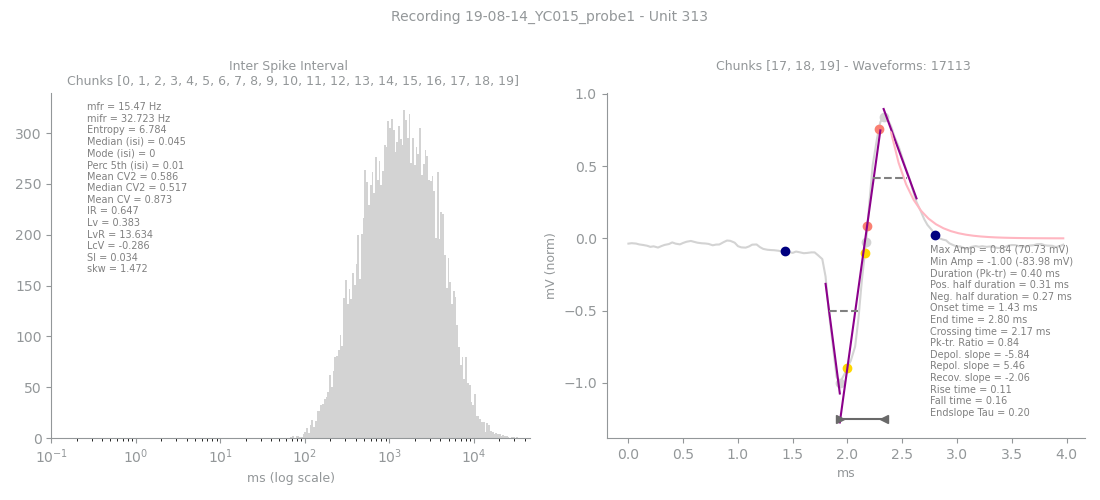 Recording 19-08-14_YC015_probe1 - Unit 313
Inter Spike Interval
Chunks [0, 1, 2, 3, 4, 5, 6, 7, 8, 9, 10, 11, 12, 13, 14, 15, 16, 17, 18, 19]
mfr = 15.47 Hz
mifr = 32.723 Hz
Entropy = 6.784
Median (isi) = 0.045
Mode (isi) = 0
Perc 5th (isi) = 0.01
Mean CV2 = 0.586
Median CV2 = 0.517
Mean CV = 0.873
IR = 0.647
Lv = 0.383
LvR = 13.634
LcV = -0.286
SI = 0.034
skw = 1.472
300
250
200
150
100
50
0
10⁻¹ 10⁰ 10¹ 10² 10³ 10⁴
ms (log scale)
Chunks [17, 18, 19] - Waveforms: 17113
mV (norm)
1.0
0.5
0.0
−0.5
−1.0
Max Amp = 0.84 (70.73 mV)
Min Amp = -1.00 (-83.98 mV)
Duration (Pk-tr) = 0.40 ms
Pos. half duration = 0.31 ms
Neg. half duration = 0.27 ms
Onset time = 1.43 ms
End time = 2.80 ms
Crossing time = 2.17 ms
Pk-tr. Ratio = 0.84
Depol. slope = -5.84
Repol. slope = 5.46
Recov. slope = -2.06
Rise time = 0.11
Fall time = 0.16
Endslope Tau = 0.20
0.0 0.5 1.0 1.5 2.0 2.5 3.0 3.5 4.0
ms